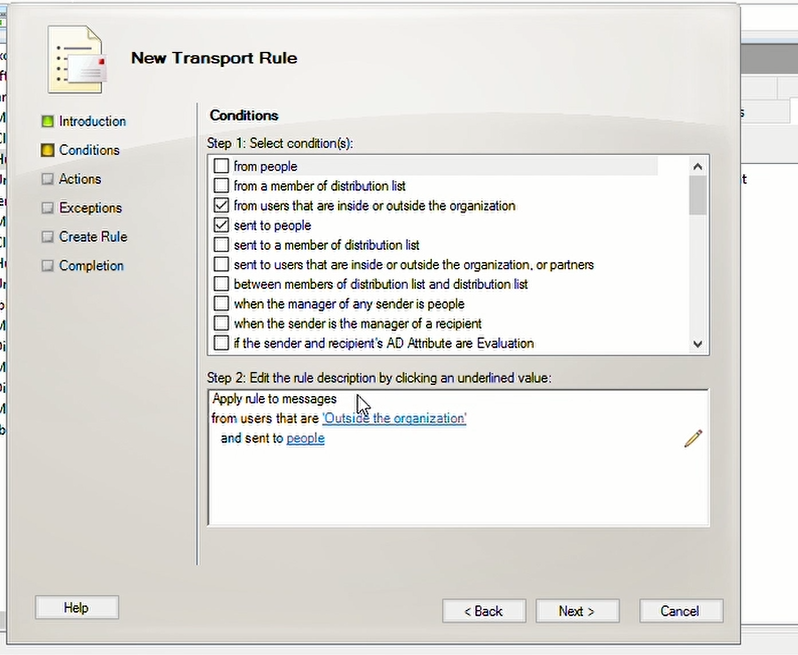 New Transport Rule
Introduction
Conditions
Actions
Exceptions
Create Rule
Completion
Conditions
Step 1: Select condition(s):
from people
from a member of distribution list
from users that are inside or outside the organization
sent to people
sent to a member of distribution list
sent to users that are inside or outside the organization, or partners
between members of distribution list and distribution list
when the manager of any sender is people
when the sender is the manager of a recipient
if the sender and recipient's AD Attribute are Evaluation
Step 2: Edit the rule description by clicking an underlined value:
Apply rule to messages
from users that are 'Outside the organization'
and sent to people
Help
< Back
Next >
Cancel